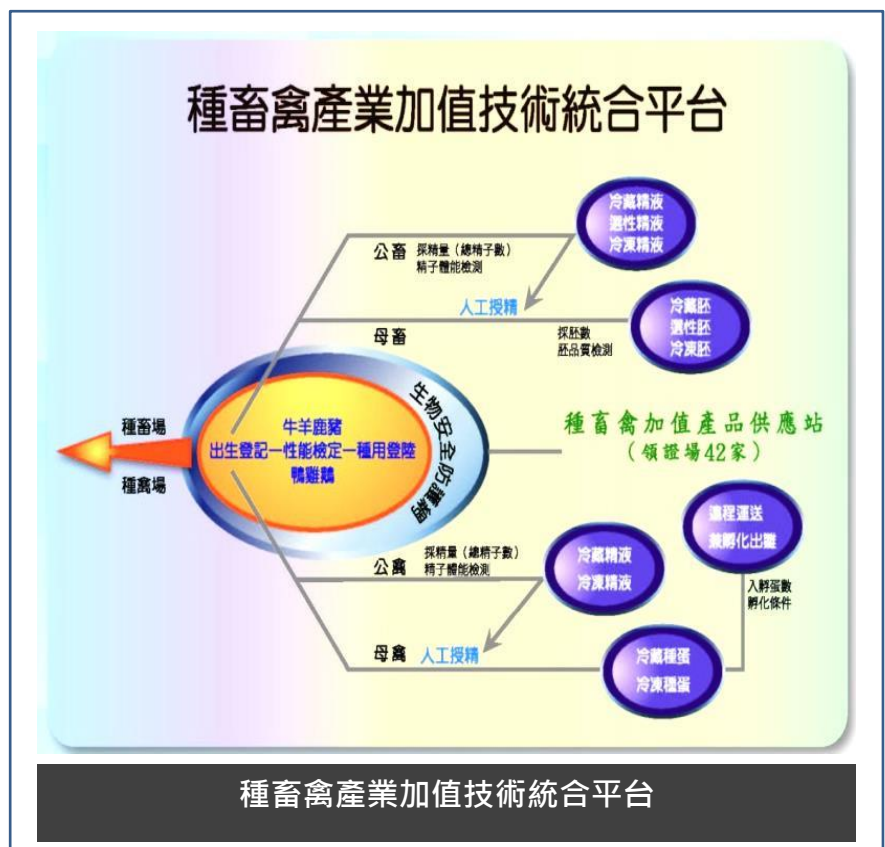 種畜禽產業加值技術統合平台
冷藏精液
選性精液
冷凍精液
公畜
採精量（總精子數）
精子體能檢測
人工授精
母畜
採胚數
胚品質檢測
冷藏胚
選性胚
冷凍胚
生物安全防護網
種畜場
種禽場
牛羊鹿豬
出生登記－性能檢定－種用登陸
鴨雞鵝
種畜禽加值產品供應站
（領證場42家）
遠程運送
兼孵化出雛
公禽
採精量（總精子數）
精子體能檢測
冷藏精液
冷凍精液
入孵蛋數
孵化條件
母禽
人工授精
冷藏種蛋
冷凍種蛋
種畜禽產業加值技術統合平台